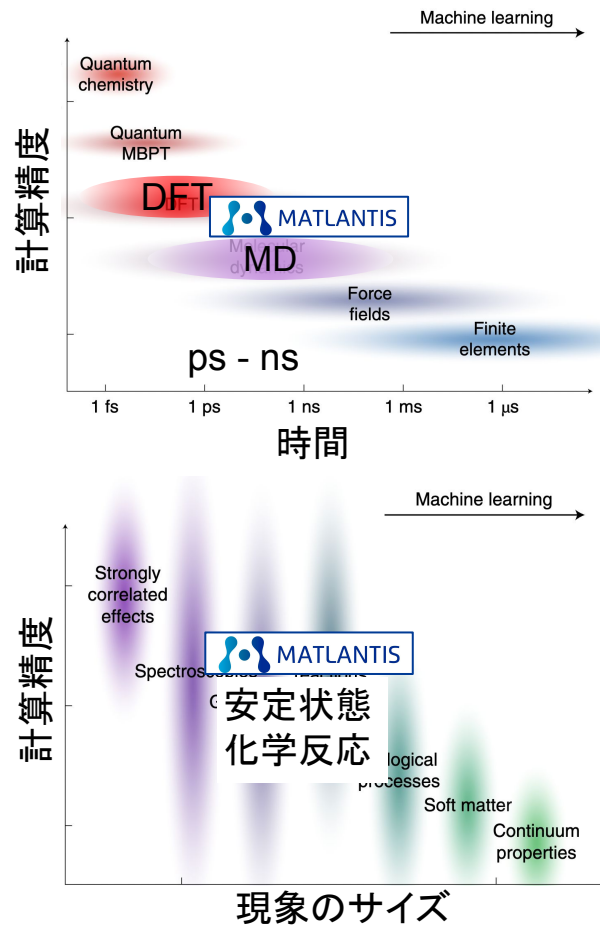 Machine learning
Quantum
chemistry
Quantum
MBPT
DFT
DFT
MATLANTIS
Molecular
MD
Force
fields
Finite
elements
ps - ns
計算精度
1 fs
1 ps
1 ns
1 ms
1 μs
時間
Machine learning
Strongly
correlated
effects
MATLANTIS
安定状態
化学反応
processes
Soft matter
Continuum
properties
計算精度
現象のサイズ